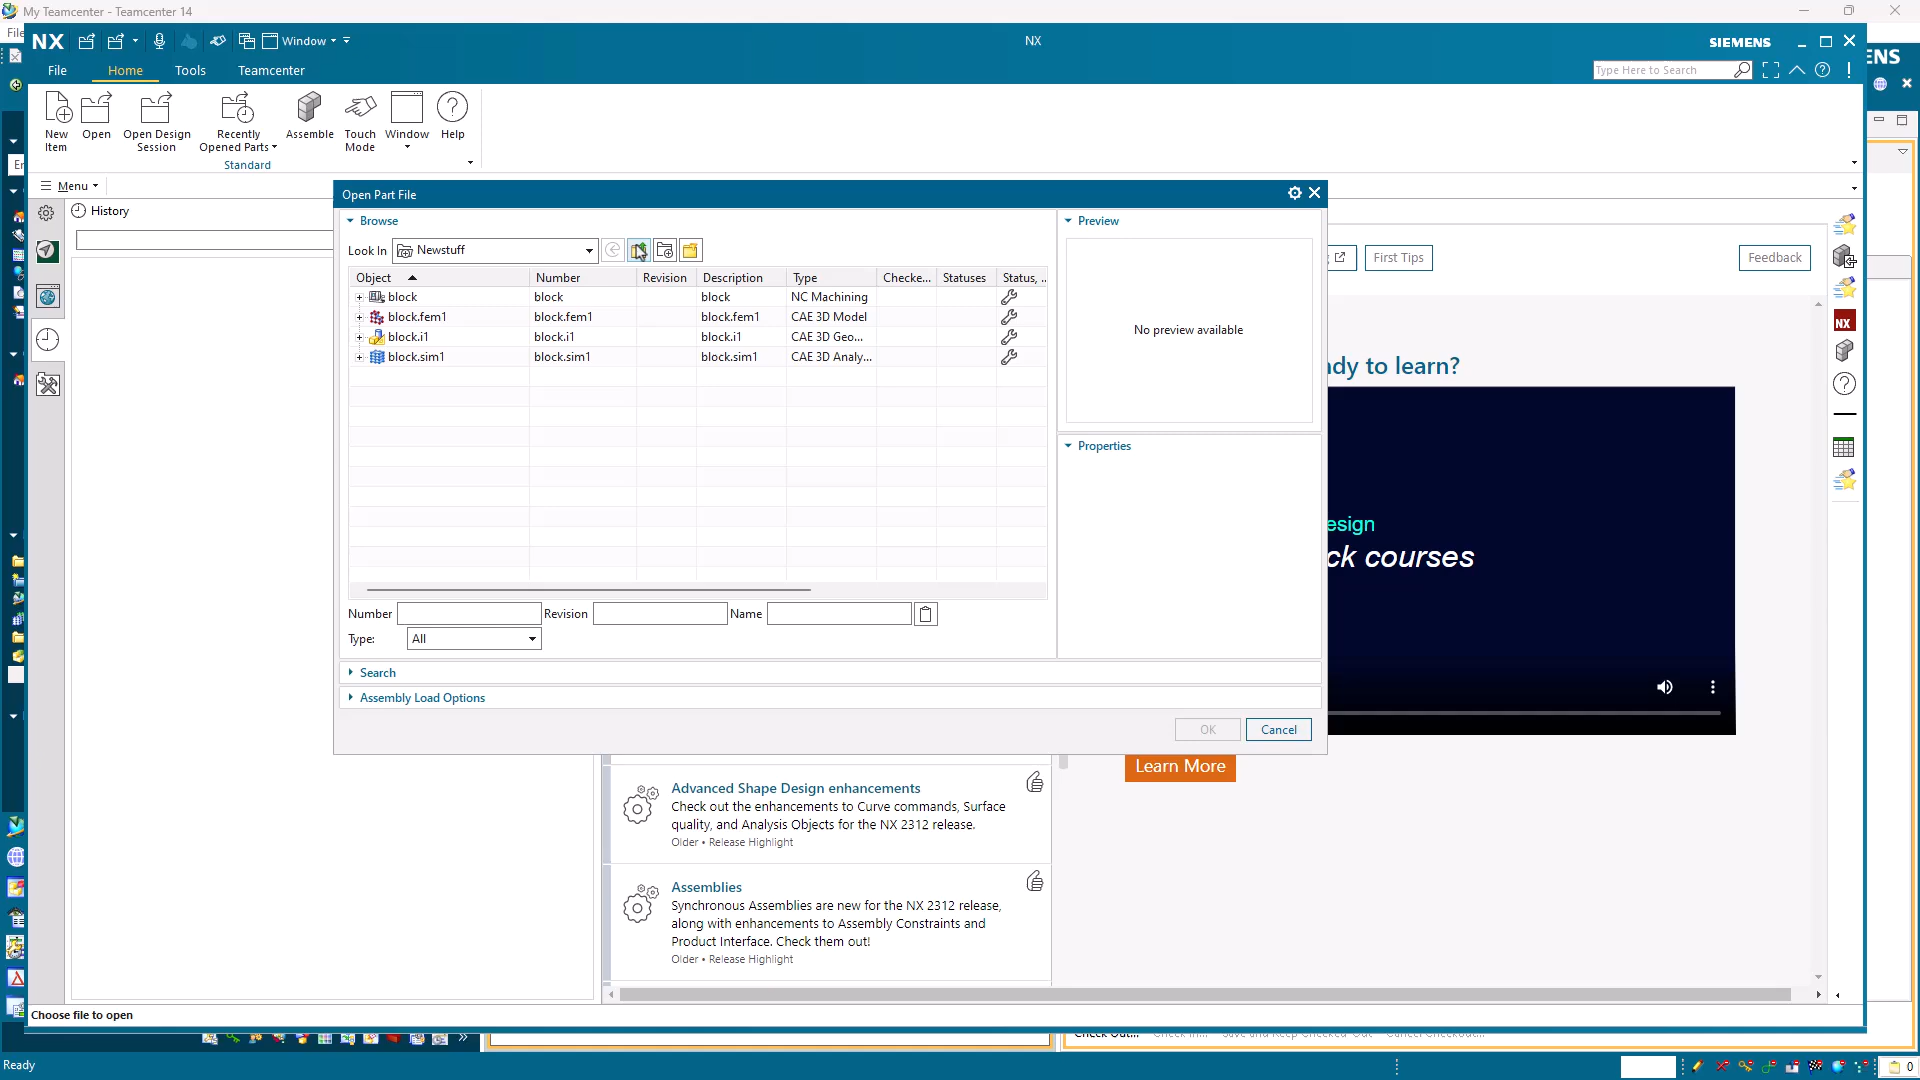 My Teamcenter - Teamcenter 14
File
NX
Window
NX
SIEMENS
File
Home
Tools
Teamcenter
Type Here to Search
New Item
Open
Open Design Session
Recently Opened Parts
Assemble
Touch Mode
Window
Help
Standard
Menu
History
Open Part File
Browse
Look In
Newstuff
Object
Number
Revision
Description
Type
Checke...
Statuses
Status, ..
block
block
block
NC Machining
block.fem1
block.fem1
block.fem1
CAE 3D Model
block.i1
block.i1
block.i1
CAE 3D Geo...
block.sim1
block.sim1
block.sim1
CAE 3D Analy...
Number
Revision
Name
Type:
All
Search
Assembly Load Options
Preview
No preview available
Properties
OK
Cancel
First Tips
Feedback
dy to learn?
esign
ck courses
Learn More
Advanced Shape Design enhancements
Check out the enhancements to Curve commands, Surface
quality, and Analysis Objects for the NX 2312 release.
Older • Release Highlight
Assemblies
Synchronous Assemblies are new for the NX 2312 release,
along with enhancements to Assembly Constraints and
Product Interface. Check them out!
Older • Release Highlight
Choose file to open
Ready
0